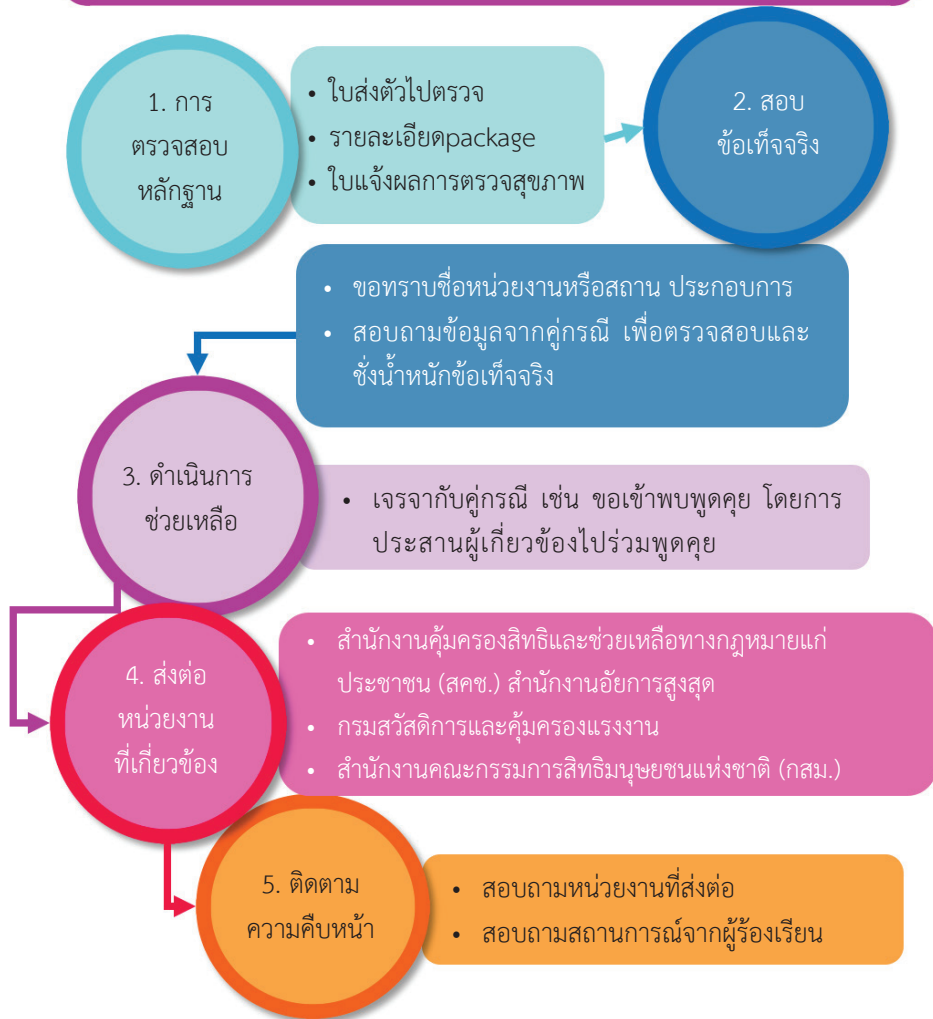 1. การ
ตรวจสอบ
หลักฐาน
• ใบส่งตัวไปตรวจ
• รายละเอียดpackage
• ใบแจ้งผลการตรวจสุขภาพ
2. สอบ
ข้อเท็จจริง
• ขอทราบชื่อหน่วยงานหรือสถาน ประกอบการ
• สอบถามข้อมูลจากคู่กรณี เพื่อตรวจสอบและ
ชั่งน้ำหนักข้อเท็จจริง
3. ดำเนินการ
ช่วยเหลือ
• เจรจากับคู่กรณี เช่น ขอเข้าพบพูดคุย โดยการ
ประสานผู้เกี่ยวข้องไปร่วมพูดคุย
4. ส่งต่อ
หน่วยงาน
ที่เกี่ยวข้อง
• สำนักงานคุ้มครองสิทธิและช่วยเหลือทางกฎหมายแก่
ประชาชน (สคช.) สำนักงานอัยการสูงสุด
• กรมสวัสดิการและคุ้มครองแรงงาน
• สำนักงานคณะกรรมการสิทธิมนุษยชนแห่งชาติ (กสม.)
5. ติดตาม
ความคืบหน้า
• สอบถามหน่วยงานที่ส่งต่อ
• สอบถามสถานการณ์จากผู้ร้องเรียน